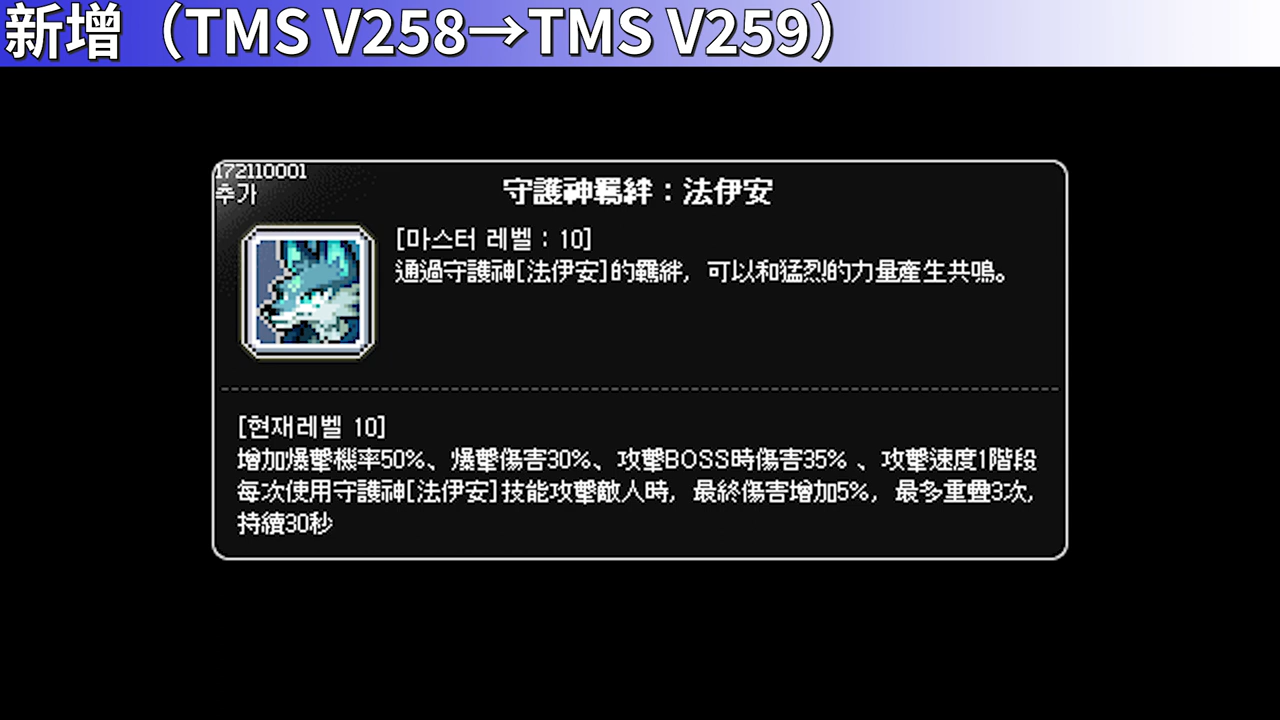 新增（TMS V258→TMS V259）
172110001
추가
守護神羈絆：法伊安
[마스터 레벨 : 10]
通過守護神[法伊安]的羈絆, 可以和猛烈的力量產生共鳴。
[현재레벨 10]
增加爆擊機率50%、爆擊傷害30%、攻擊BOSS時傷害35% 、攻擊速度1階段
每次使用守護神[法伊安]技能攻擊敵人時, 最終傷害增加5%, 最多重疊3次,
持續30秒